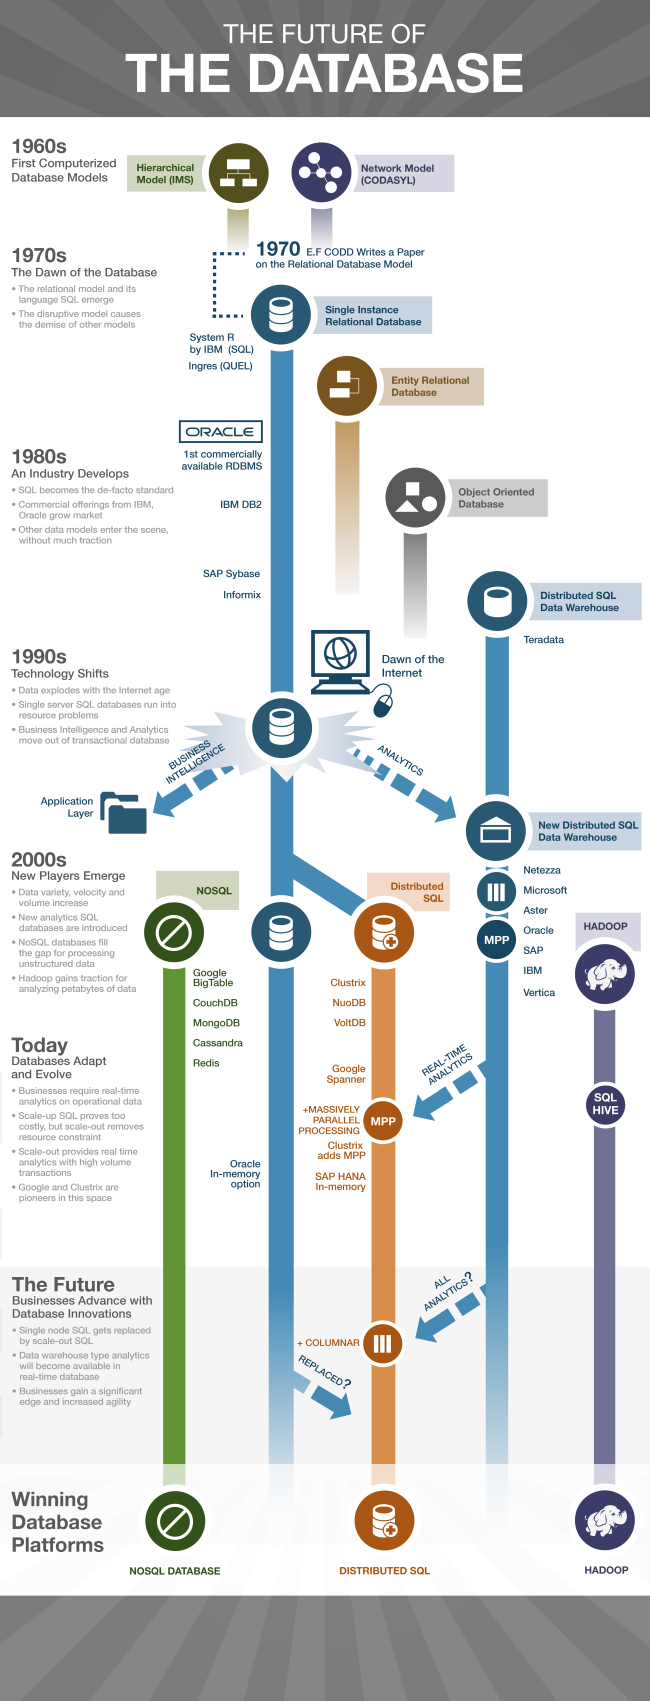 THE FUTURE OF
THE DATABASE
1960s
First Computerized
Database Models
Hierarchical
Model (IMS)
Network Model
(CODASYL)
1970s
The Dawn of the Database
• The relational model and its
language SQL emerge
• The disruptive model causes
the demise of other models
1970 E.F CODD Writes a Paper
on the Relational Database Model
Single Instance
Relational Database
System R
by IBM (SQL)
Ingres (QUEL)
Entity Relational
Database
ORACLE
1st commercially
available RDBMS
1980s
An Industry Develops
• SQL becomes the de-facto standard
• Commercial offerings from IBM,
Oracle grow market
• Other data models enter the scene,
without much traction
IBM DB2
Object Oriented
Database
SAP Sybase
Informix
Distributed SQL
Data Warehouse
Teradata
1990s
Technology Shifts
• Data explodes with the Internet age
• Single server SQL databases run into
resource problems
• Business Intelligence and Analytics
move out of transactional database
Dawn of the
Internet
BUSINESS
INTELLIGENCE
ANALYTICS
Application
Layer
New Distributed SQL
Data Warehouse
2000s
New Players Emerge
• Data variety, velocity and
volume increase
• New analytics SQL
databases are introduced
• NoSQL databases fill
the gap for processing
unstructured data
• Hadoop gains traction for
analyzing petabytes of data
NOSQL
Distributed
SQL
Netezza
Microsoft
Aster
Oracle
SAP
IBM
Vertica
MPP
HADOOP
Google
BigTable
CouchDB
MongoDB
Cassandra
Redis
Clustrix
NuoDB
VoltDB
Google
Spanner
Today
Databases Adapt
and Evolve
• Businesses require real-time
analytics on operational data
• Scale-up SQL proves too
costly, but scale-out removes
resource constraint
• Scale-out provides real time
analytics with high volume
transactions
• Google and Clustrix are
pioneers in this space
REAL-TIME
ANALYTICS
SQL
HIVE
+MASSIVELY
PARALLEL
PROCESSING
MPP
Clustrix
adds MPP
Oracle
In-memory
option
SAP HANA
In-memory
The Future
Businesses Advance with
Database Innovations
• Single node SQL gets replaced
by scale-out SQL
• Data warehouse type analytics
will become available in
real-time database
• Businesses gain a significant
edge and increased agility
ALL
ANALYTICS?
+ COLUMNAR
REPLACED?
Winning
Database
Platforms
NOSQL DATABASE
DISTRIBUTED SQL
HADOOP